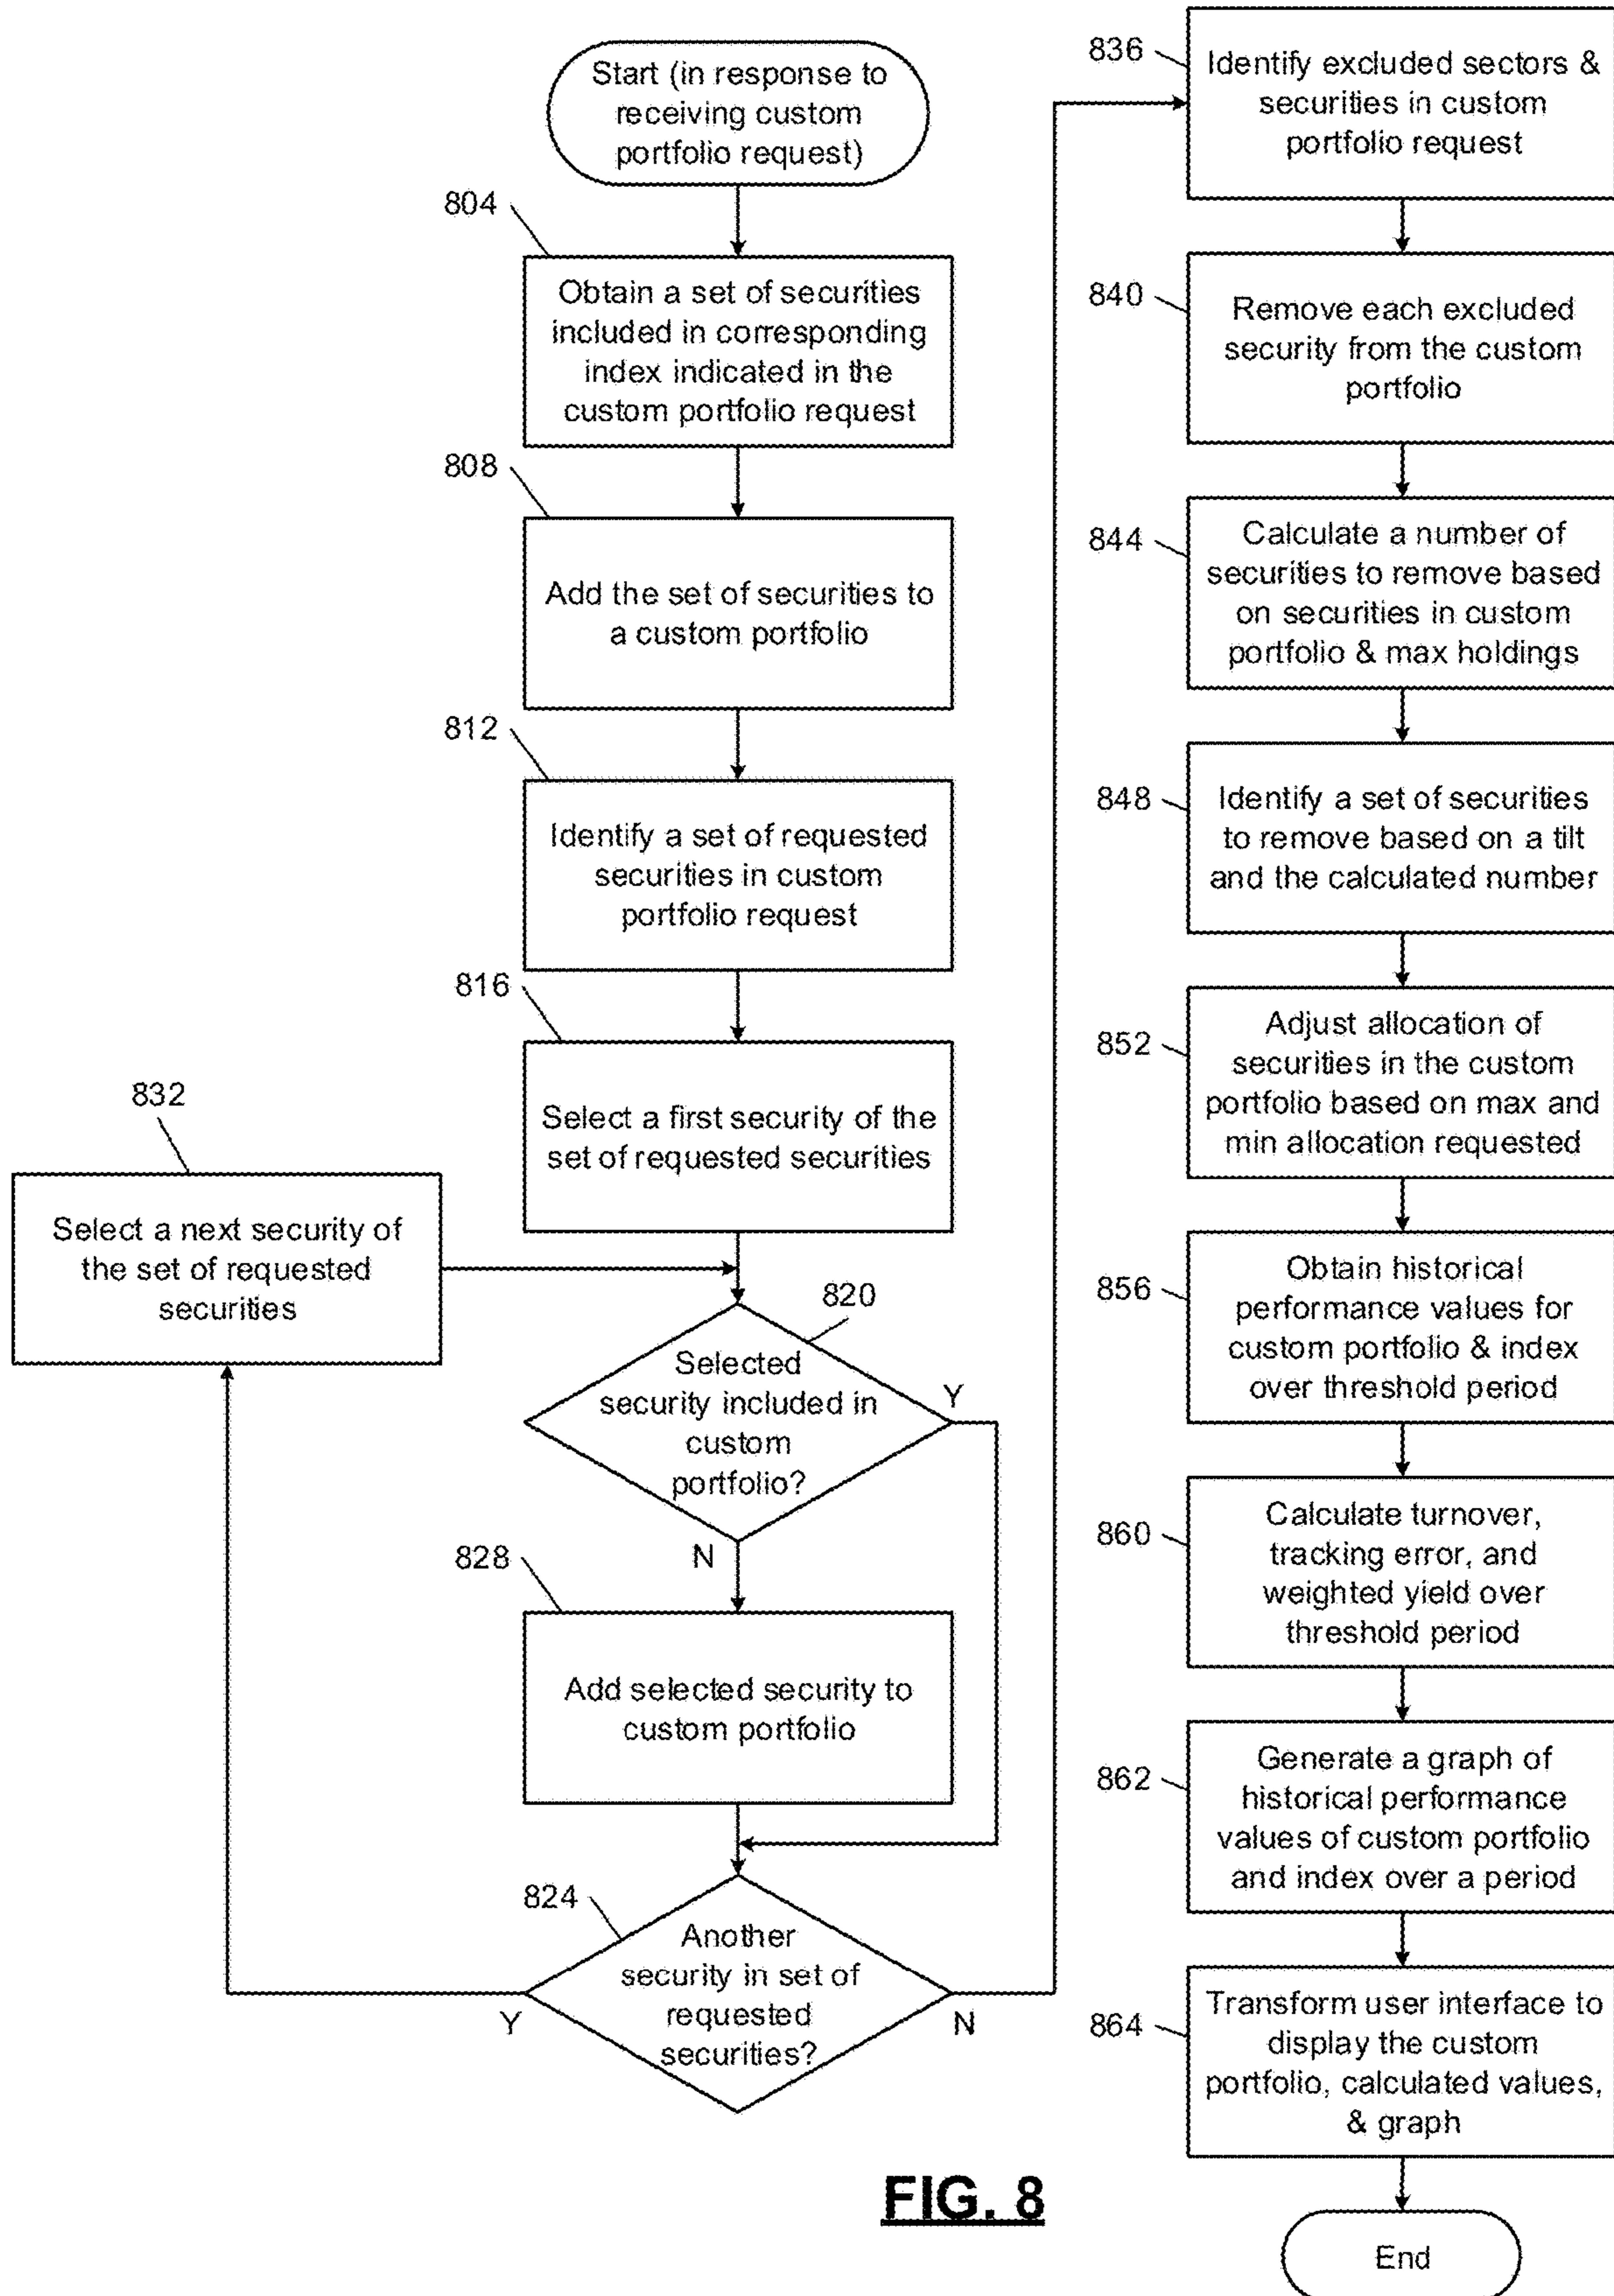 Start (in response to
receiving custom
portfolio request)
804
Obtain a set of securities
included in corresponding
index indicated in the
custom portfolio request
808
Add the set of securities to
a custom portfolio
812
Identify a set of requested
securities in custom
portfolio request
816
Select a first security of the
set of requested securities
832
Select a next security of
the set of requested
securities
820
Selected
security included in
custom
portfolio?
Y
N
828
Add selected security to
custom portfolio
824
Another
security in set of
requested
securities?
Y
N
836
Identify excluded sectors &
securities in custom
portfolio request
840
Remove each excluded
security from the custom
portfolio
844
Calculate a number of
securities to remove based
on securities in custom
portfolio & max holdings
848
Identify a set of securities
to remove based on a tilt
and the calculated number
852
Adjust allocation of
securities in the custom
portfolio based on max and
min allocation requested
856
Obtain historical
performance values for
custom portfolio & index
over threshold period
860
Calculate turnover,
tracking error, and
weighted yield over
threshold period
862
Generate a graph of
historical performance
values of custom portfolio
and index over a period
864
Transform user interface to
display the custom
portfolio, calculated values,
& graph
End
FIG. 8